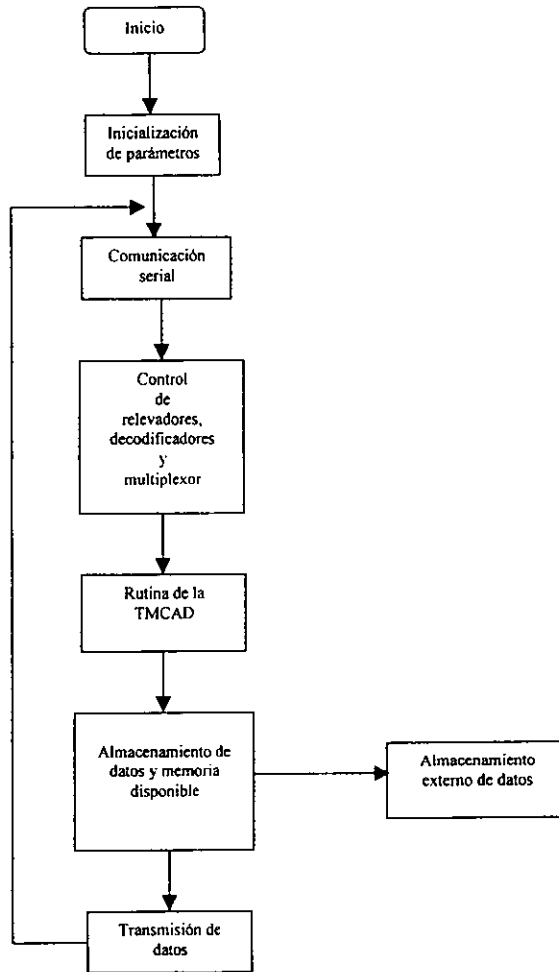 Inicio
Inicialización
de parámetros
Comunicación
serial
Control
de
relevadores,
decodificadores
y
multiplexor
Rutina de la
TMCAD
Almacenamiento de
datos y memoria
disponible
Almacenamiento
externo de datos
Transmisión de
datos